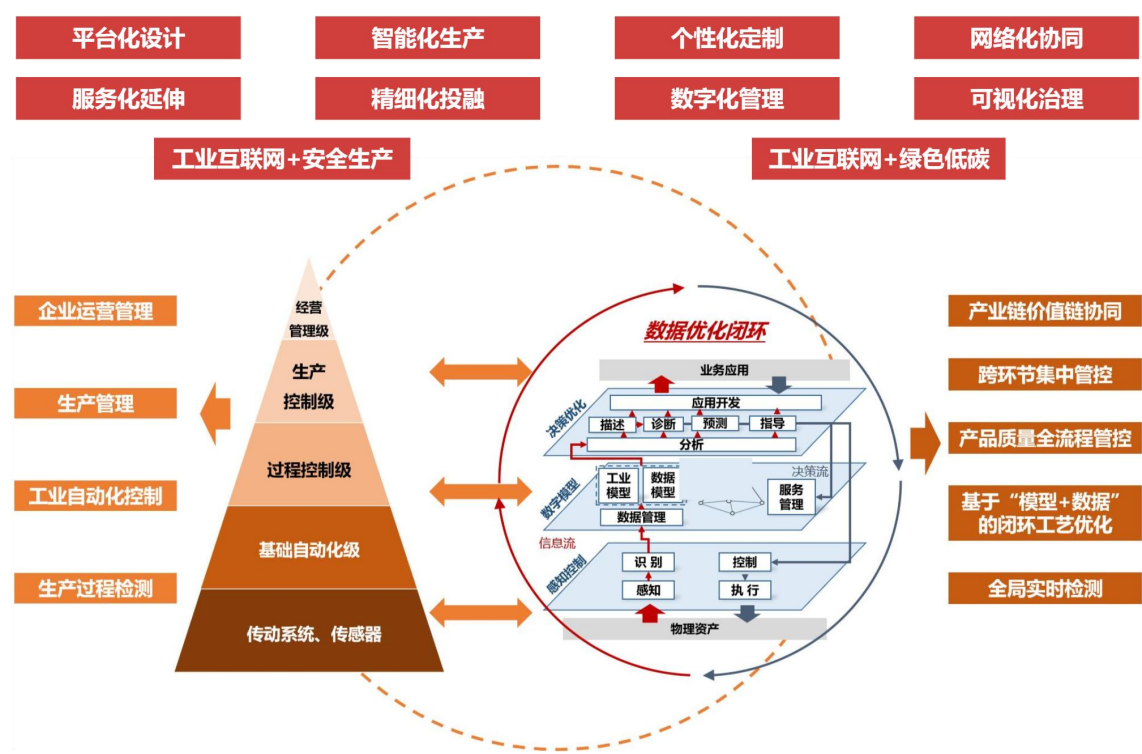 平台化设计
智能化生产
个性化定制
网络化协同
服务化延伸
精细化投融
数字化管理
可视化治理
工业互联网+安全生产
工业互联网+绿色低碳
企业运营管理
生产管理
工业自动化控制
生产过程检测
经营
管理级
生产
控制级
过程控制级
基础自动化级
传动系统、传感器
数据优化闭环
业务应用
决策优化
应用开发
描述
诊断
预测
指导
分析
数字模型
工业
模型
数据
模型
决策流
服务
管理
数据管理
信息流
感知控制
识别
控制
感知
执行
物理资产
产业链价值链协同
跨环节集中管控
产品质量全流程管控
基于“模型+数据”
的闭环工艺优化
全局实时检测